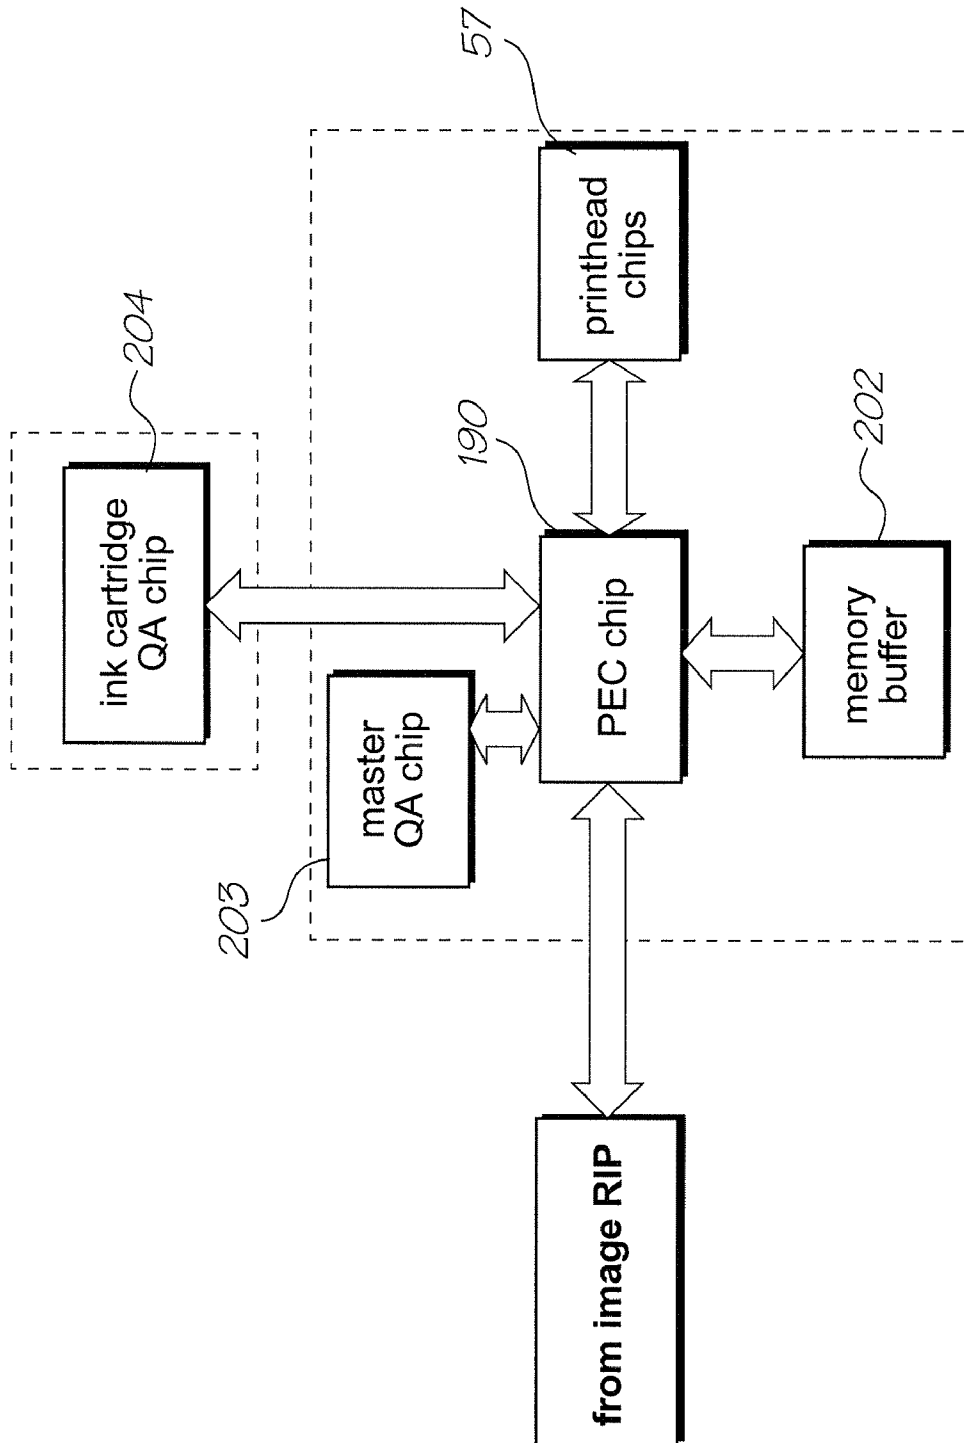 ink cartridge
QA chip
204
master
QA chip
203
from image RIP
PEC chip
190
printhead
chips
57
memory
buffer
202